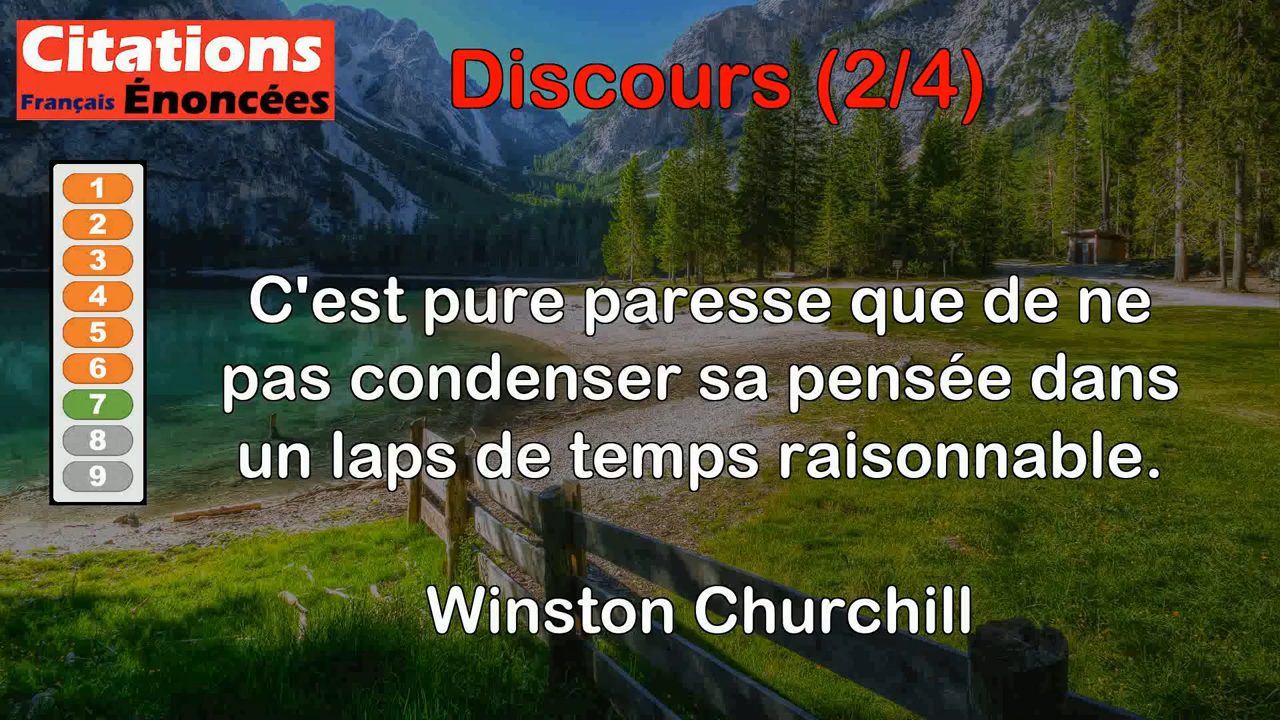 Citations
Français Énoncées
Discours (2/4)
1
2
3
4
5
6
7
8
9
C'est pure paresse que de ne
pas condenser sa pensée dans
un laps de temps raisonnable.
Winston Churchill